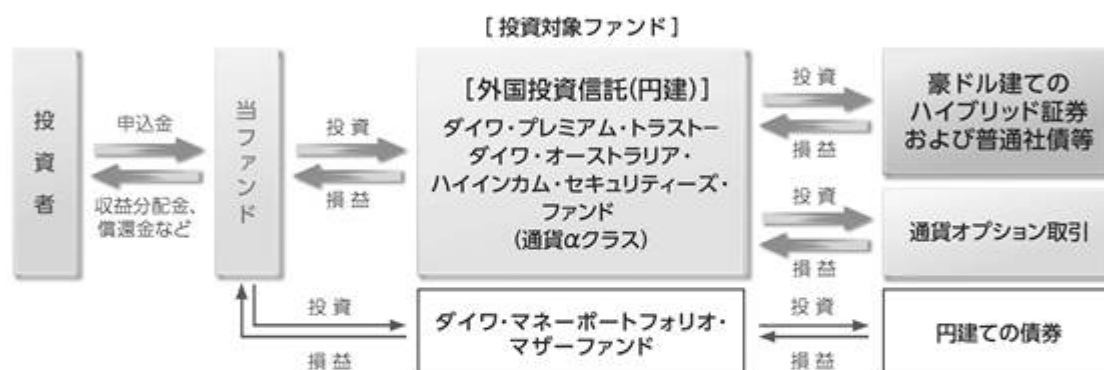 [投資対象ファンド]
投資者
申込金
収益分配金、
償還金など
当ファンド
投資
損益
[外国投資信託(円建)]
ダイワ・プレミアム・トラストー
ダイワ・オーストラリア・
ハイインカム・セキュリティーズ・
ファンド
(通貨αクラス)
投資
損益
豪ドル建ての
ハイブリッド証券
および普通社債等
投資
損益
通貨オプション取引
投資
損益
ダイワ・マネーポートフォリオ・
マザーファンド
投資
損益
円建ての債券